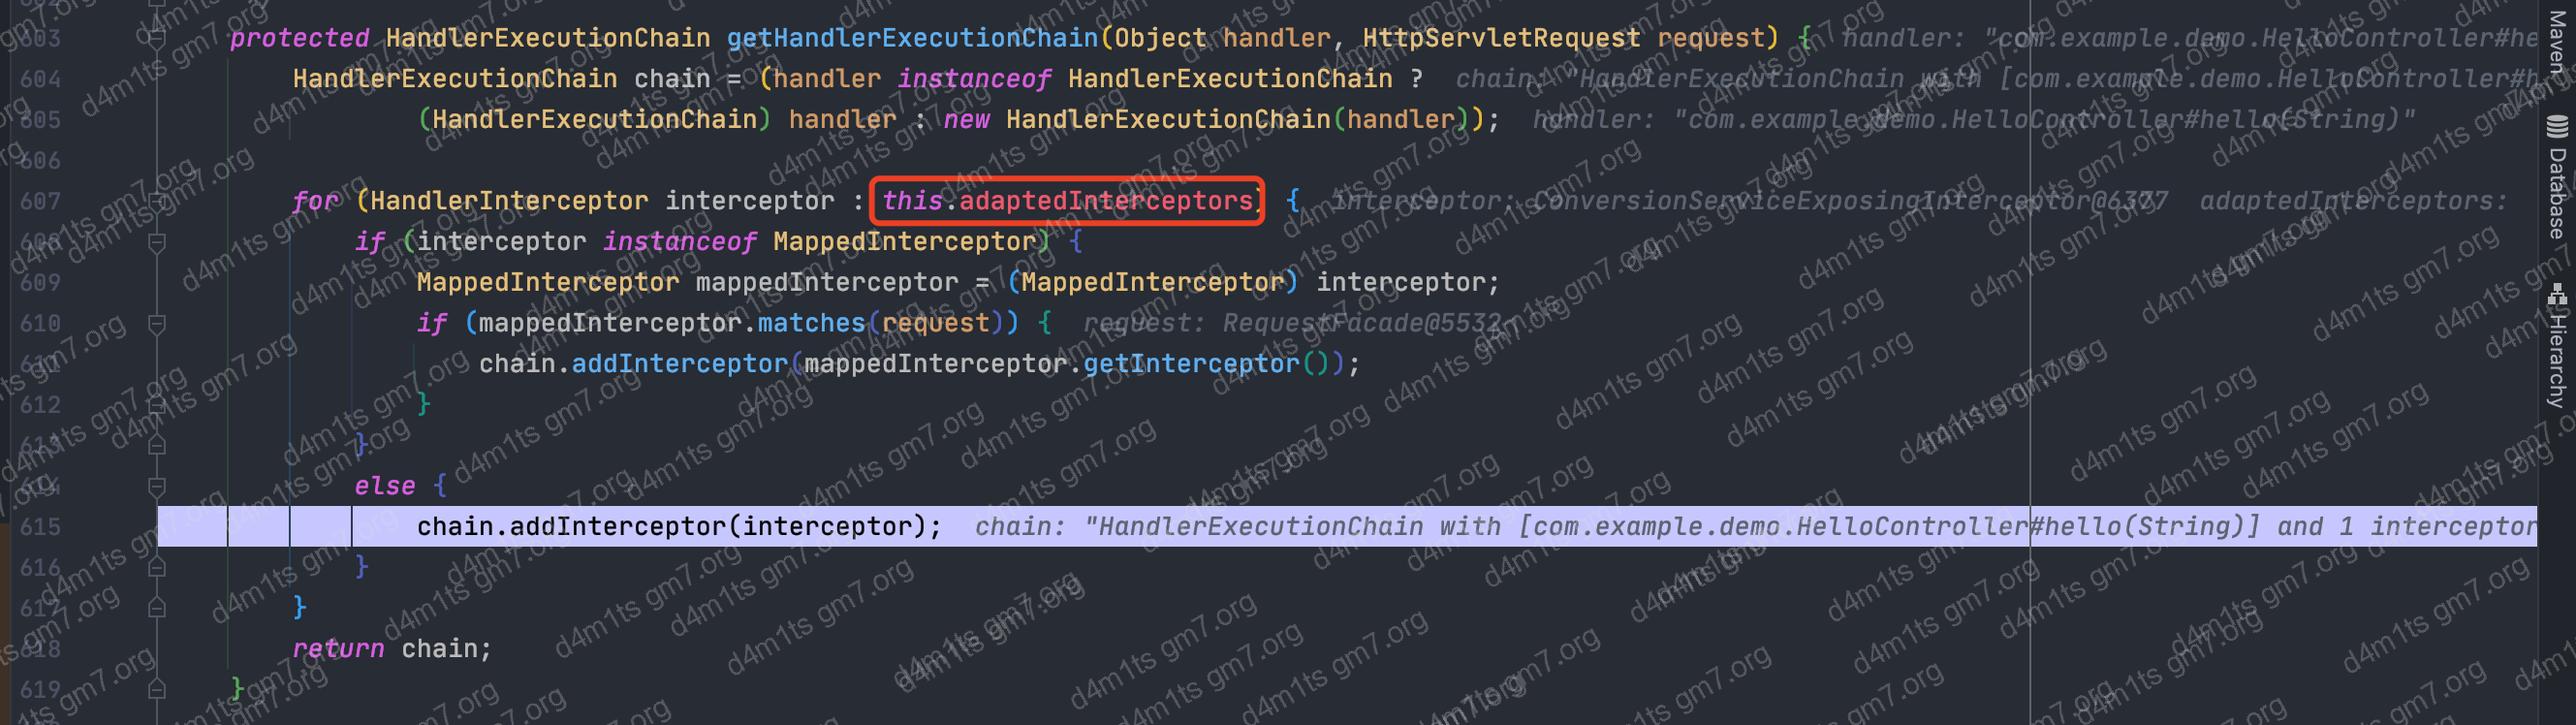 603 protected HandlerExecutionChain getHandlerExecutionChain(Object handler, HttpServletRequest request) { handler: "com.example.demo.HelloController#he
604 HandlerExecutionChain chain = (handler instanceof HandlerExecutionChain ? chain: "HandlerExecutionChain with [com.example.demo.HelloController#h
605 (HandlerExecutionChain) handler : new HandlerExecutionChain(handler)); handler: "com.example.demo.HelloController#hello(String)"
606
607 for (HandlerInterceptor interceptor : this.adaptedInterceptors) { interceptor: ConversionServiceExposingInterceptor@6377 adaptedInterceptors:
608 if (interceptor instanceof MappedInterceptor) {
609 MappedInterceptor mappedInterceptor = (MappedInterceptor) interceptor;
610 if (mappedInterceptor.matches(request)) { request: RequestFacade@5532
611 chain.addInterceptor(mappedInterceptor.getInterceptor());
612 }
613 }
614 else {
615 chain.addInterceptor(interceptor); chain: "HandlerExecutionChain with [com.example.demo.HelloController#hello(String)] and 1 interceptor
616 }
617 }
618 return chain;
619 }
Maven
Database
Hierarchy
d4m1ts gm7.org